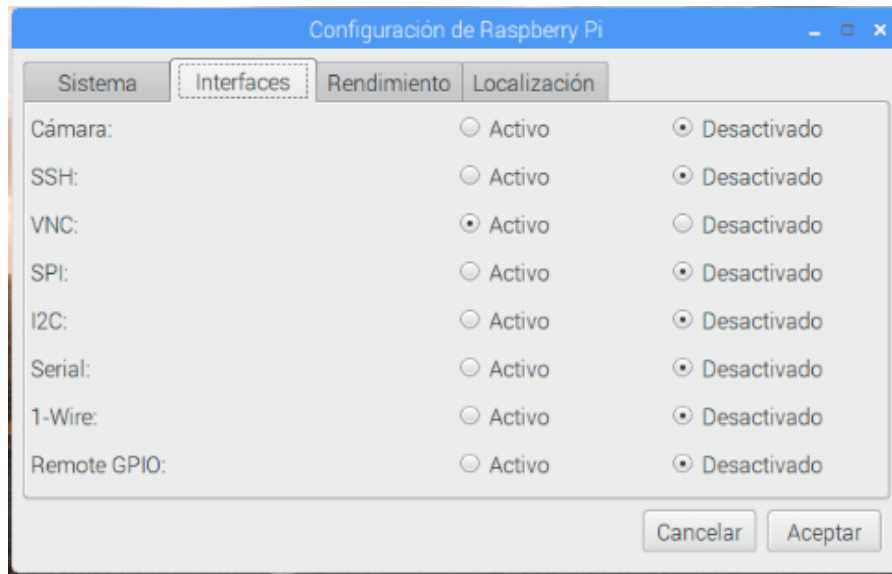 Configuración de Raspberry Pi
Sistema Interfaces Rendimiento Localización
Cámara: Activo Desactivado
SSH: Activo Desactivado
VNC: Activo Desactivado
SPI: Activo Desactivado
I2C: Activo Desactivado
Serial: Activo Desactivado
1-Wire: Activo Desactivado
Remote GPIO: Activo Desactivado
Cancelar Aceptar